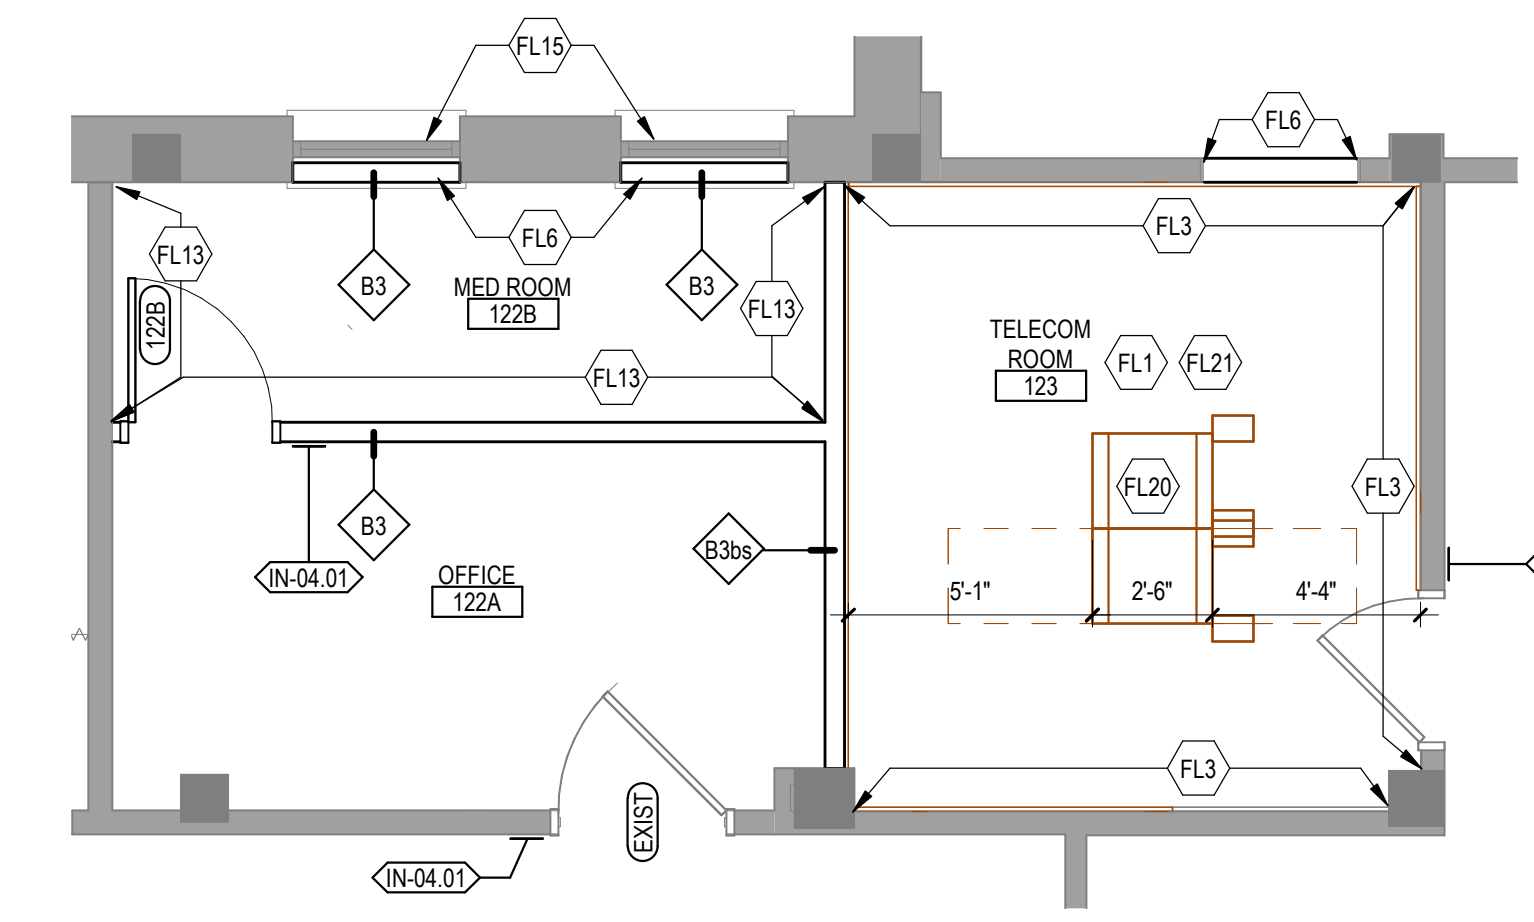 FL15
FL6
FL13
FL6
FL3
B3
MED ROOM
122B
B3
FL13
122B
TELECOM
ROOM
123
FL1
FL21
FL13
FL20
FL3
B3
B3bs
IN-04.01
OFFICE
122A
5'-1"
2'-6"
4'-4"
FL3
EXIST
IN-04.01